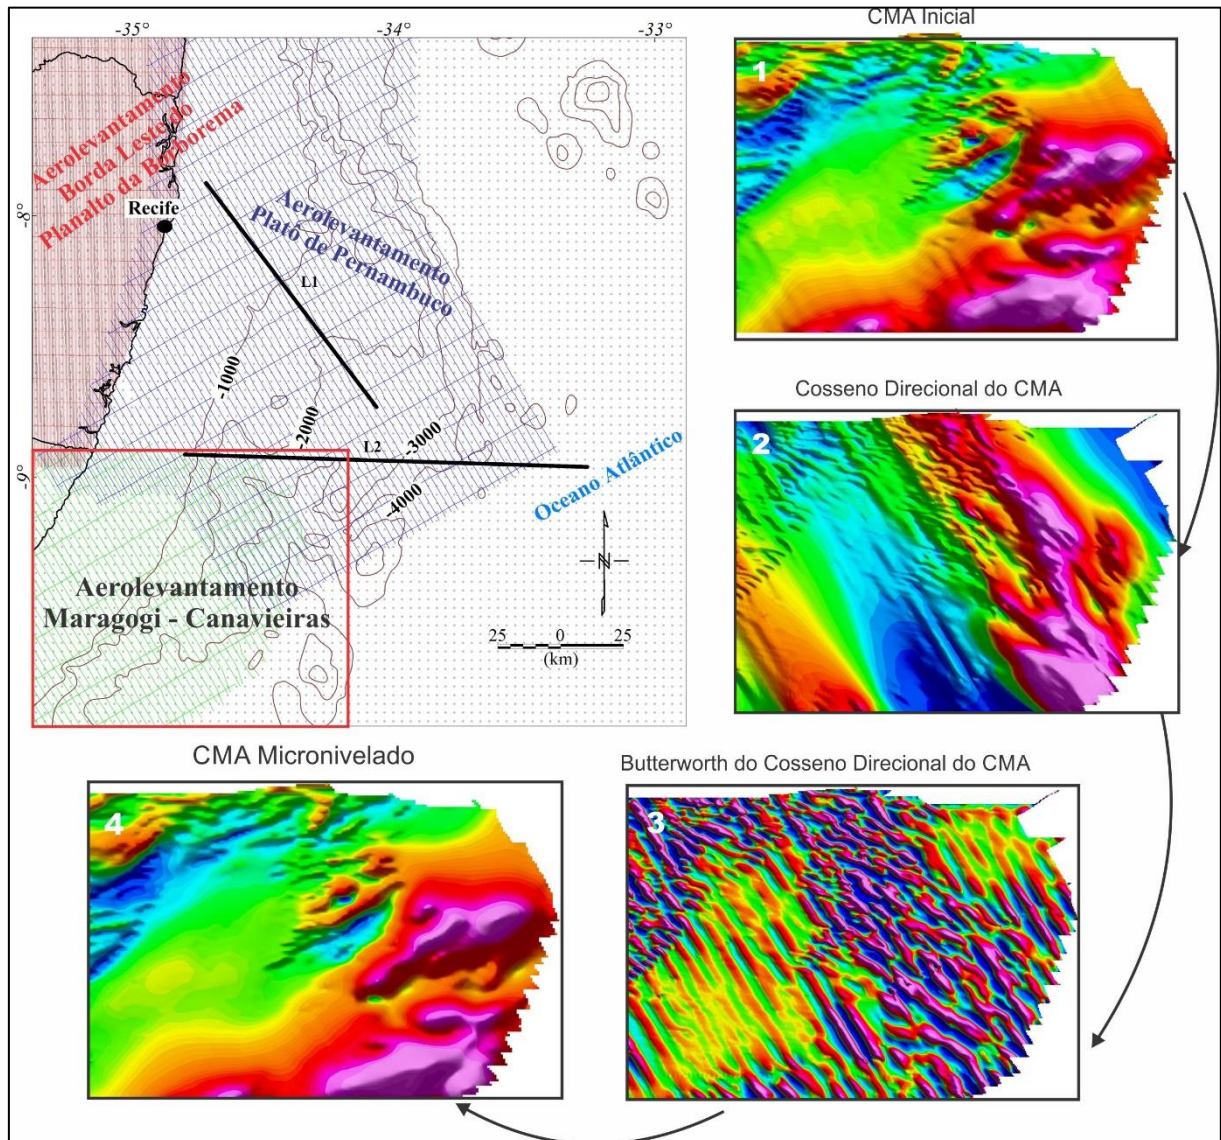 -35°
-34°
-33°
-8°
-9°
Aerolevantamento
Borda Leste do
Planalto da Borborema
Recife
Aerolevantamento
Platô de Pernambuco
L1
-1000
-2000
L2
-3000
-4000
Oceano Atlântico
N
Aerolevantamento
Maragogi - Canavieiras
25 0 25
(km)
CMA Inicial
1
Cosseno Direcional do CMA
2
Butterworth do Cosseno Direcional do CMA
3
CMA Micronivelado
4